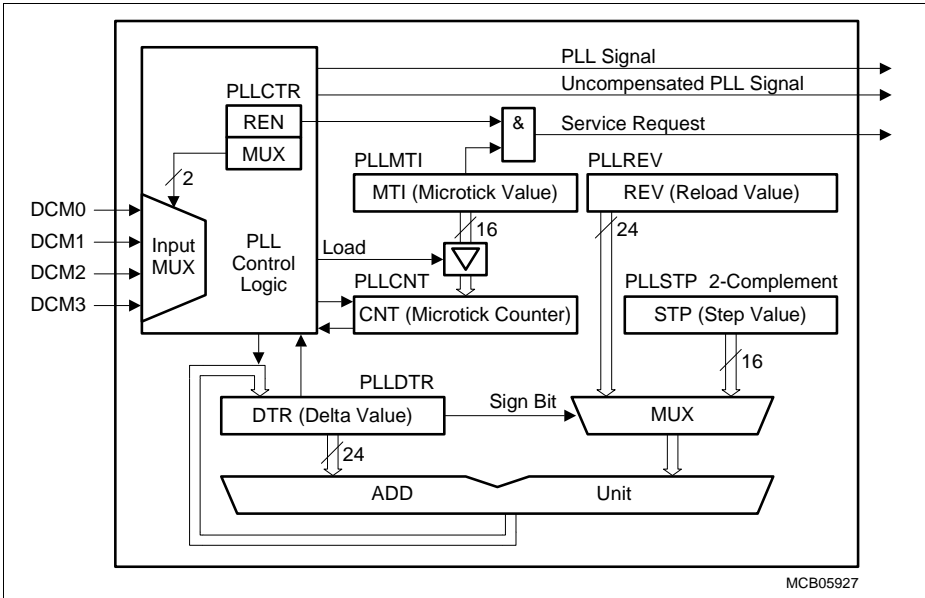 PLL Signal
Uncompensated PLL Signal
PLLCTR
REN
&
Service Request
MUX
PLLMTI
PLLREV
2
MTI (Microtick Value)
REV (Reload Value)
DCM0
DCM1
DCM2
DCM3
Input
MUX
PLL
Control
Logic
16
24
Load
PLLCNT
PLLSTP 2-Complement
CNT (Microtick Counter)
STP (Step Value)
16
PLLDTR
Sign Bit
DTR (Delta Value)
MUX
24
ADD
Unit
MCB05927